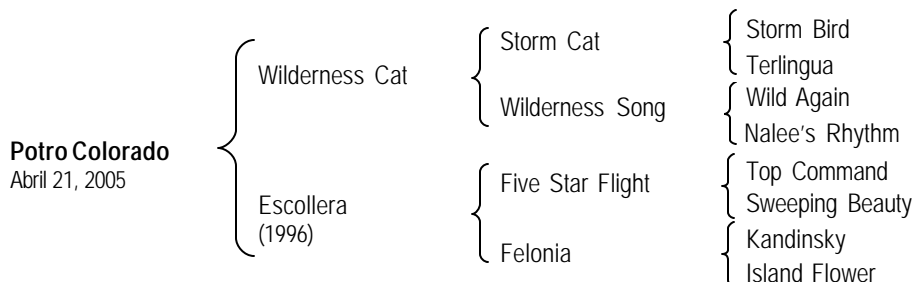 Potro Colorado
Abril 21, 2005
Wilderness Cat
Escollera
(1996)
Storm Cat
Wilderness Song
Five Star Flight
Felonia
Storm Bird
Terlingua
Wild Again
Nalee's Rhythm
Top Command
Sweeping Beauty
Kandinsky
Island Flower